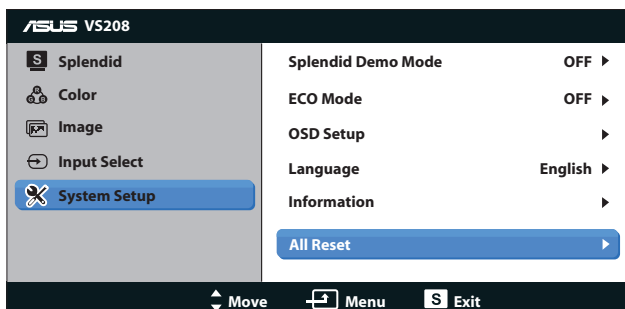 ASUS VS208
S Splendid
Color
Image
Input Select
System Setup
Splendid Demo Mode OFF
ECO Mode OFF
OSD Setup
Language English
Information
All Reset
Move Menu S Exit